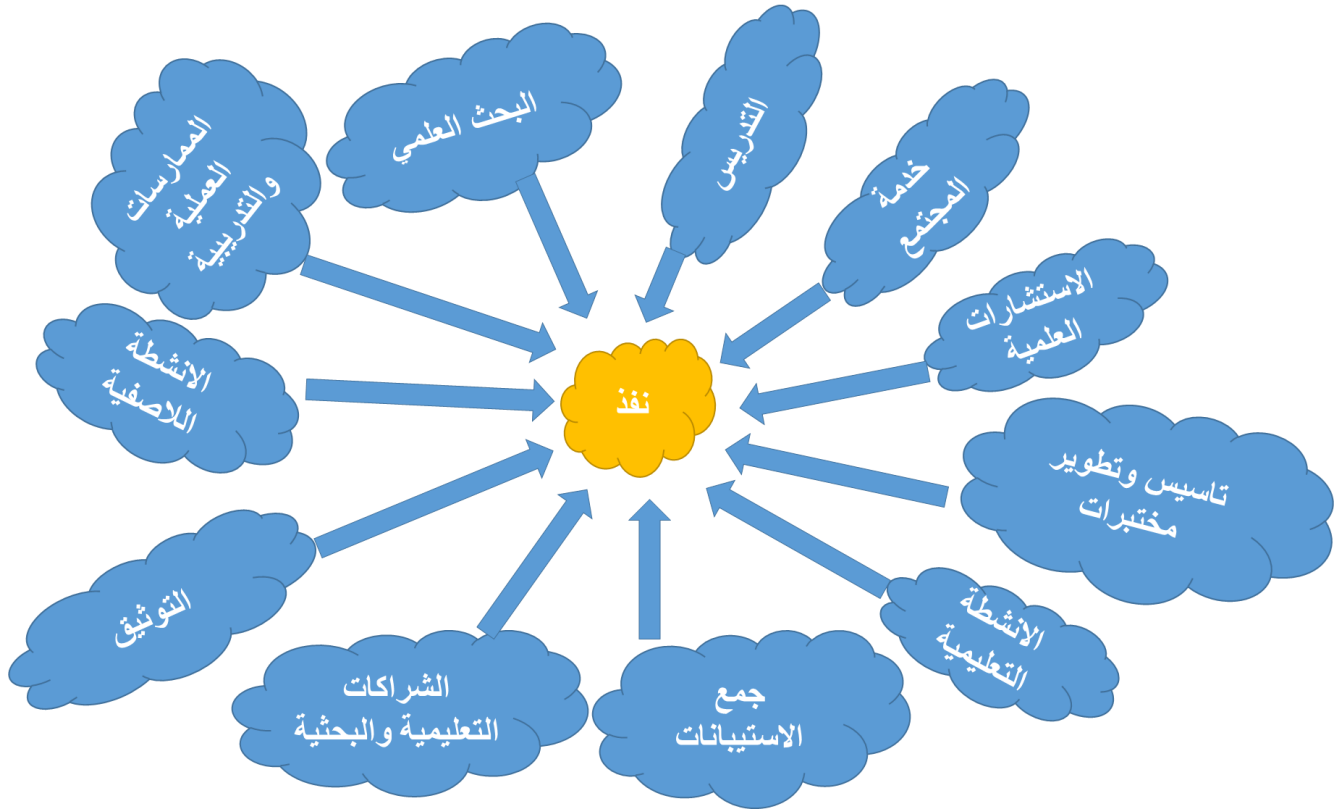 التدريس
خدمة
المجتمع
الاستشارات
العلمية
تاسيس وتطوير
مختبرات
الانشطة
التعليمية
جمع
الاستيبانات
الشراكات
التعليمية والبحثية
التوثيق
الانشطة
اللاصفية
الممارسات
العملية
والتدريبية
البحث العلمي
نفذ